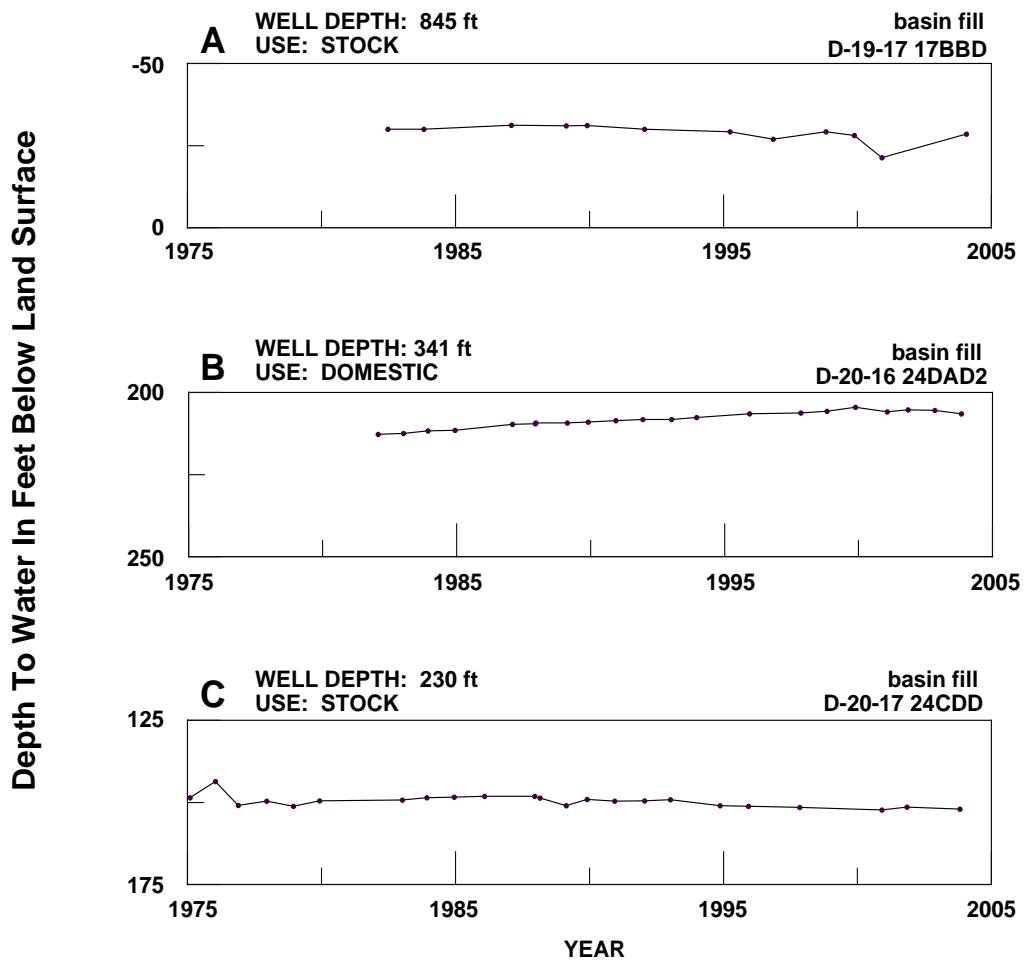 Depth To Water In Feet Below Land Surface
A
WELL DEPTH: 845 ft
USE: STOCK
basin fill
D-19-17 17BBD
-50
0
1975
1985
1995
2005
B
WELL DEPTH: 341 ft
USE: DOMESTIC
basin fill
D-20-16 24DAD2
200
250
1975
1985
1995
2005
C
WELL DEPTH: 230 ft
USE: STOCK
basin fill
D-20-17 24CDD
125
175
1975
1985
1995
2005
YEAR